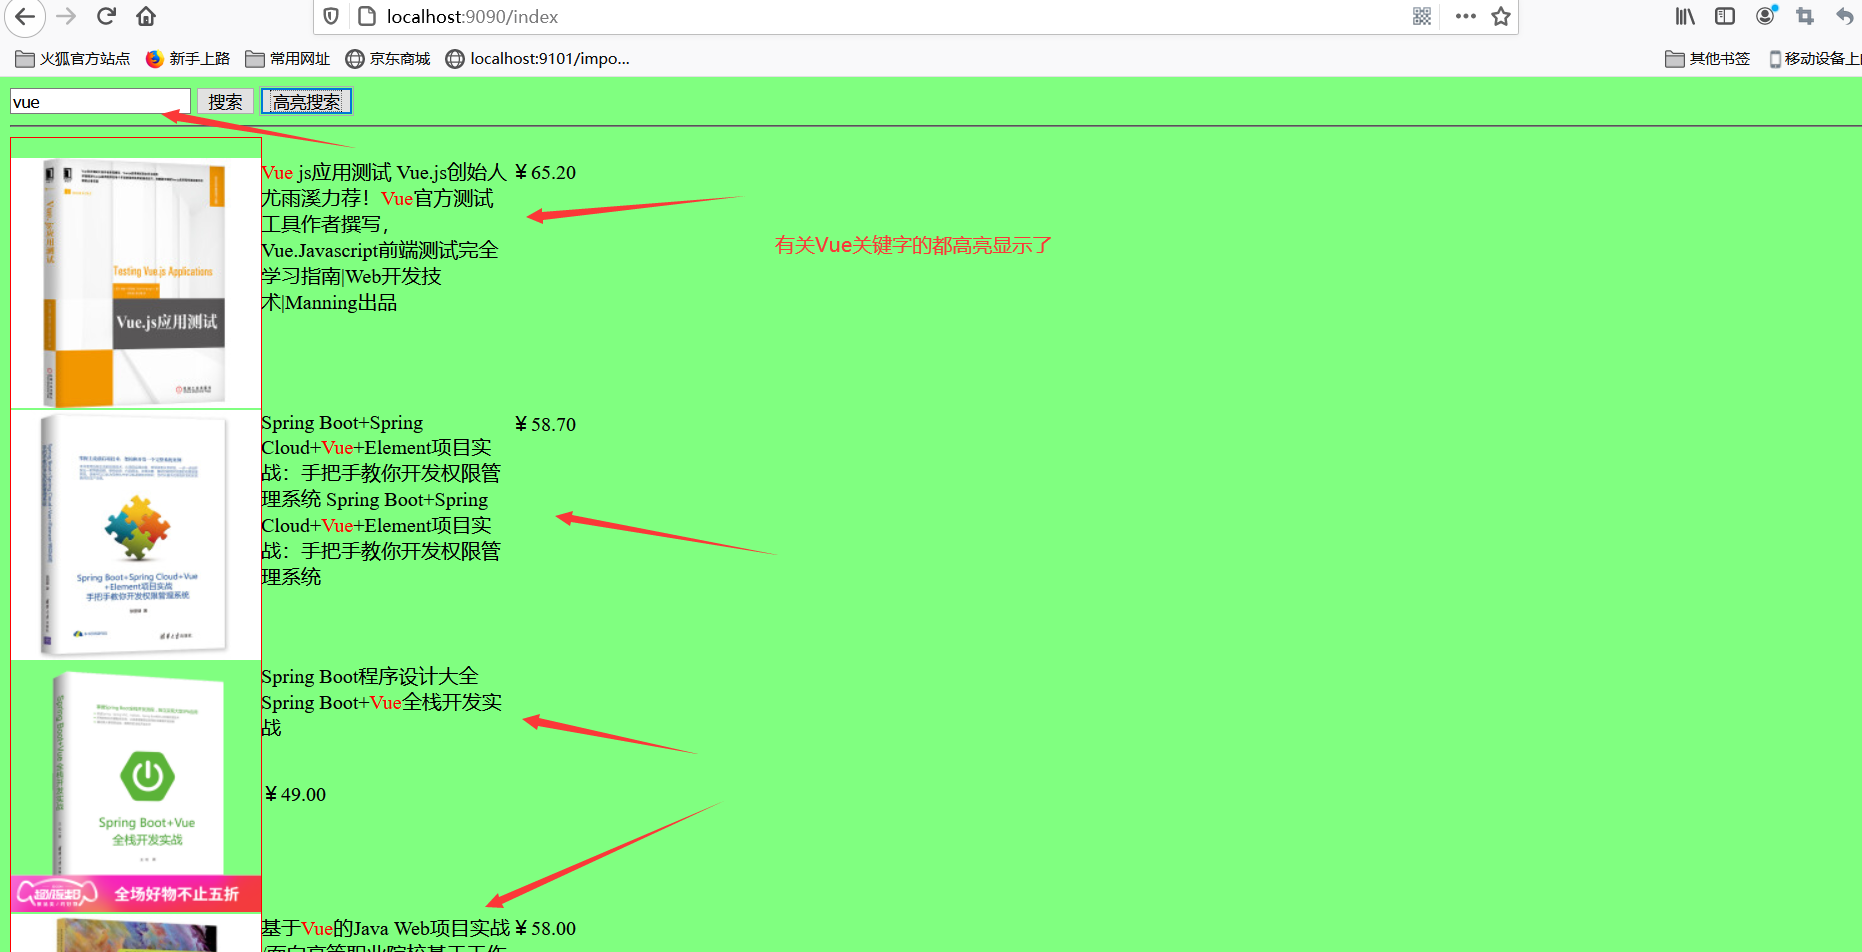 localhost:9090/index
火狐官方站点 新手上路 常用网址 京东商城 localhost:9101/impo... 其他书签 移动设备上
vue 搜索 高亮搜索
Vue js应用测试 Vue.js创始人 ￥65.20
尤雨溪力荐！Vue官方测试
工具作者撰写，
Vue.Javascript前端测试完全
学习指南|Web开发技
术|Manning出品
有关Vue关键字的都高亮显示了
Testing Vue.js Applications
Vue.js应用测试
Spring Boot+Spring ￥58.70
Cloud+Vue+Element项目实
战：手把手教你开发权限管
理系统 Spring Boot+Spring
Cloud+Vue+Element项目实
战：手把手教你开发权限管
理系统
Spring Boot+Spring Cloud+Vue
+Element项目实战
手把手教你开发权限管理系统
Spring Boot程序设计大全
Spring Boot+Vue全栈开发实
战
￥49.00
Spring Boot+Vue
全栈开发实战
全场好物不止五折
基于Vue的Java Web项目实战 ￥58.00